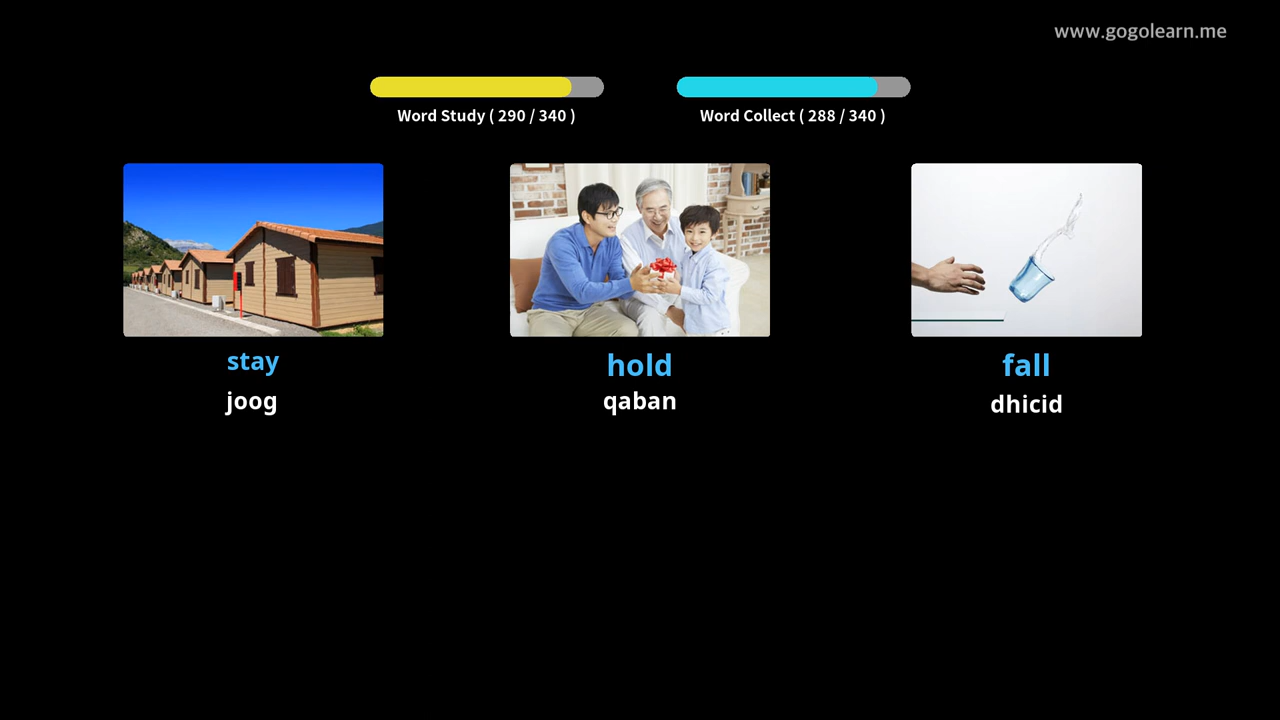 www.gogolearn.me
Word Study ( 290 / 340 )
Word Collect ( 288 / 340 )
stay
joog
hold
qaban
fall
dhicid